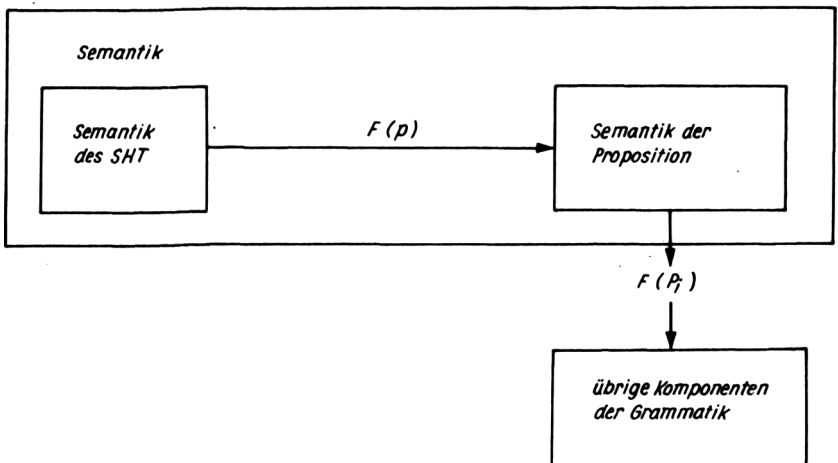 Semantik
Semantik
des SHT
F (p)
Semantik der
Proposition
F (Pi)
übrige Komponenten
der Grammatik